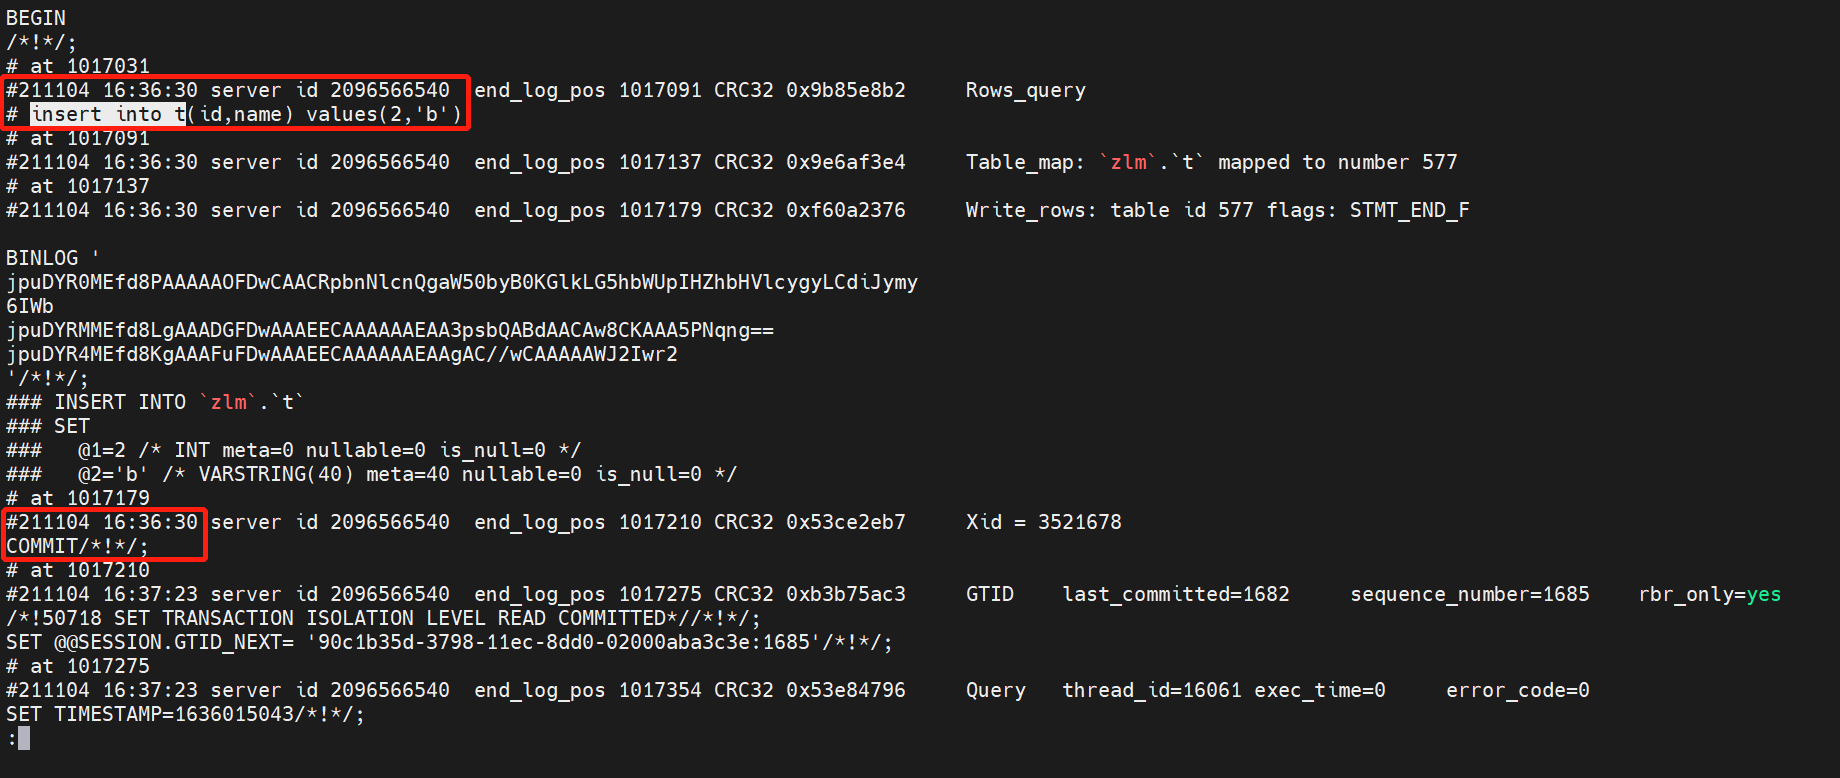 BEGIN
/*!*/;
# at 1017031
#211104 16:36:30 server id 2096566540  end_log_pos 1017091 CRC32 0x9b85e8b2     Rows_query
# insert into t(id,name) values(2,'b')
# at 1017091
#211104 16:36:30 server id 2096566540  end_log_pos 1017137 CRC32 0x9e6af3e4     Table_map: `zlm`.`t` mapped to number 577
# at 1017137
#211104 16:36:30 server id 2096566540  end_log_pos 1017179 CRC32 0xf60a2376     Write_rows: table id 577 flags: STMT_END_F
BINLOG '
jpuDYR0MEfd8PAAAAAOFDwCAACRpbnNlcnQgaW50byB0KGlkLG5hbWUpIHZhbHVlcygyLCdiJymy
6IWb
jpuDYRMMEfd8LgAAADGFDwAAAEECAAAAAAEAA3psbQABdAACAw8CKAAA5PNqng==
jpuDYR4MEfd8KgAAAFuFDwAAAEECAAAAAAEAAgAC//wCAAAAAWJ2Iwr2
'/*!*/;
### INSERT INTO `zlm`.`t`
### SET
###   @1=2 /* INT meta=0 nullable=0 is_null=0 */
###   @2='b' /* VARSTRING(40) meta=40 nullable=0 is_null=0 */
# at 1017179
#211104 16:36:30 server id 2096566540  end_log_pos 1017210 CRC32 0x53ce2eb7     Xid = 3521678
COMMIT/*!*/;
# at 1017210
#211104 16:37:23 server id 2096566540  end_log_pos 1017275 CRC32 0xb3b75ac3     GTID    last_committed=1682     sequence_number=1685    rbr_only=yes
/*!50718 SET TRANSACTION ISOLATION LEVEL READ COMMITTED*//*!*/;
SET @@SESSION.GTID_NEXT= '90c1b35d-3798-11ec-8dd0-02000aba3c3e:1685'/*!*/;
# at 1017275
#211104 16:37:23 server id 2096566540  end_log_pos 1017354 CRC32 0x53e84796     Query   thread_id=16061 exec_time=0     error_code=0
SET TIMESTAMP=1636015043/*!*/;
: